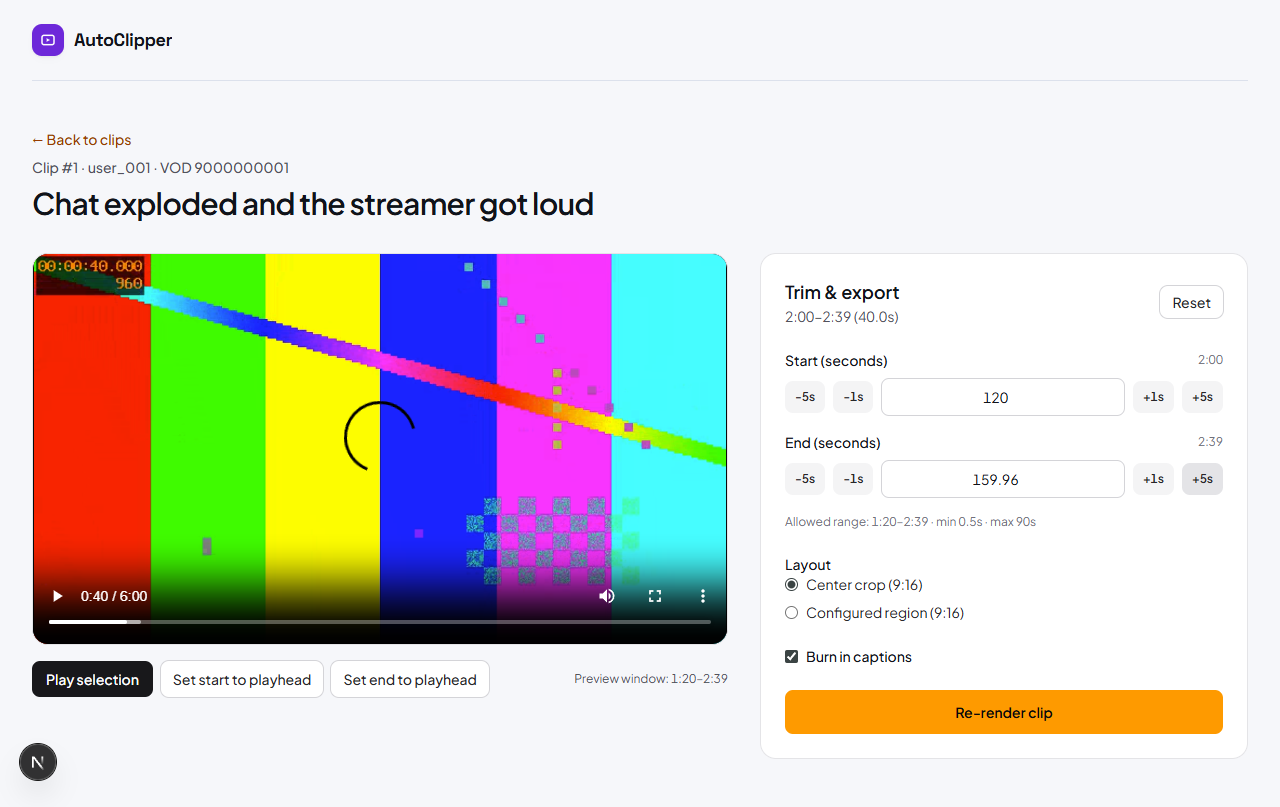 AutoClipper
← Back to clips
Clip #1 · user_001 · VOD 9000000001
Chat exploded and the streamer got loud
00:00:40.000
960
0:40 / 6:00
Play selection
Set start to playhead
Set end to playhead
Preview window: 1:20–2:39
Trim & export
2:00–2:39 (40.0s)
Reset
Start (seconds)
2:00
-5s
-1s
120
+1s
+5s
End (seconds)
2:39
-5s
-1s
159.96
+1s
+5s
Allowed range: 1:20–2:39 · min 0.5s · max 90s
Layout
Center crop (9:16)
Configured region (9:16)
Burn in captions
Re-render clip
N